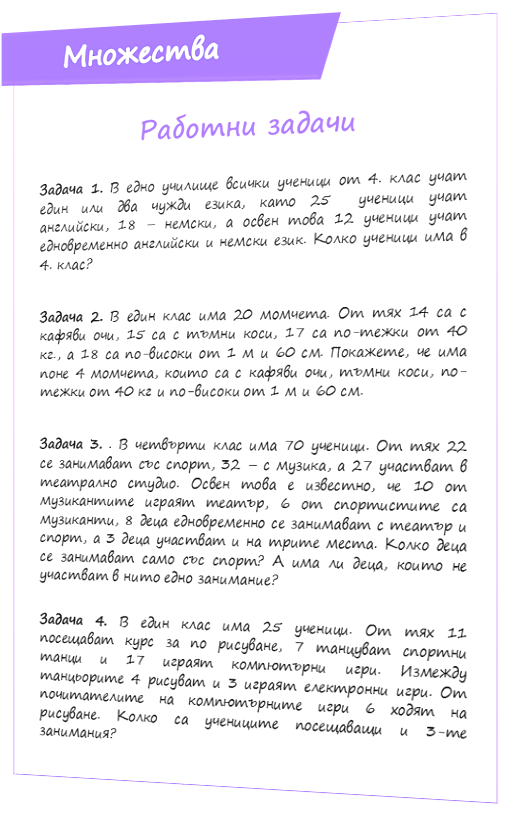 Множества
Работни задачи
Задача 1. В едно училище всички ученици от 4. клас учат
един или два чужди езика, като 25 ученици учат
английски, 18 – немски, а освен това 12 ученици учат
едновременно английски и немски език. Колко ученици има в
4. клас?
Задача 2. В един клас има 20 момчета. От тях 14 са с
кафяви очи, 15 са с тъмни коси, 17 са по-тежки от 40
кг., а 18 са по-високи от 1 м и 60 см. Покажете, че има
поне 4 момчета, които са с кафяви очи, тъмни коси, по-
тежки от 40 кг и по-високи от 1 м и 60 см.
Задача 3. . В четвърти клас има 70 ученици. От тях 22
се занимават със спорт, 32 – с музика, а 27 участват в
театрално студио. Освен това е известно, че 10 от
музикантите играят театър, 6 от спортистите са
музиканти, 8 деца едновременно се занимават с театър и
спорт, а 3 деца участват и на трите места. Колко деца
се занимават само със спорт? А има ли деца, които не
участват в нито едно занимание?
Задача 4. В един клас има 25 ученици. От тях 11
посещават курс за по рисуване, 7 танцуват спортни
танци и 17 играят компютърни игри. Измежду
танцьорите 4 рисуват и 3 играят електронни игри. От
почитателите на компютърните игри 6 ходят на
рисуване. Колко са учениците посещаващи и 3-те
занимания?